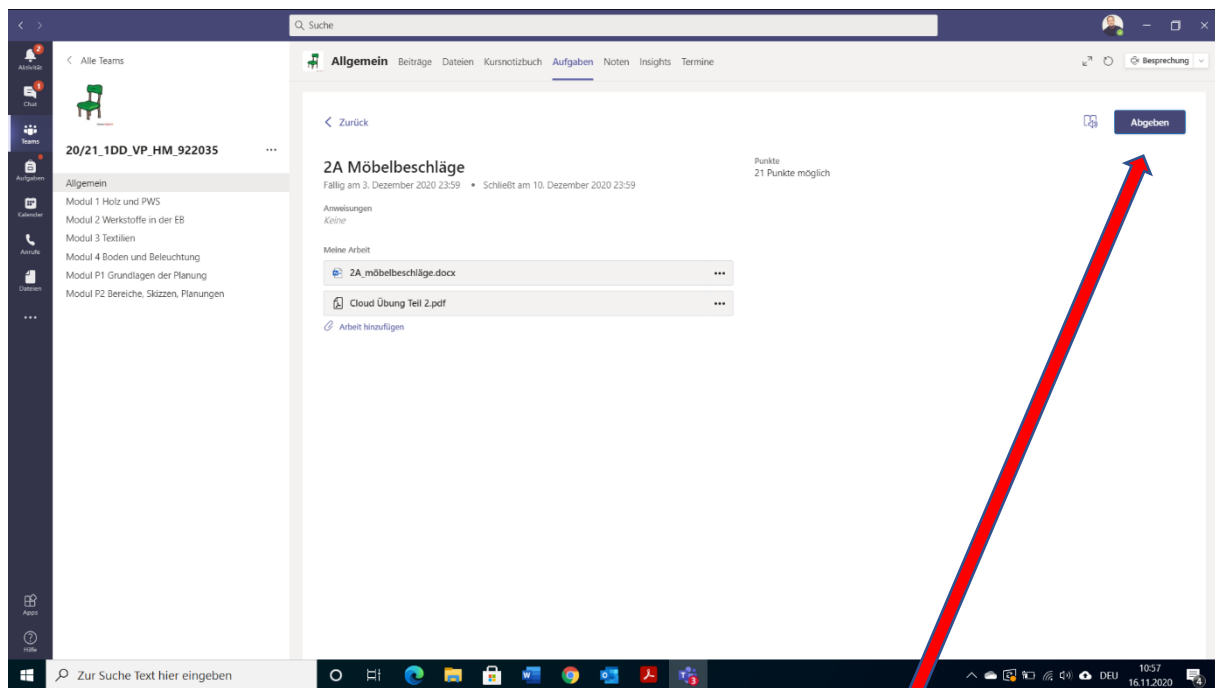 Suche
2
Aktivität
1
Chat
Teams
Aufgaben
Kalender
Anrufe
Dateien
Apps
Hilfe
< Alle Teams
20/21_1DD_VP_HM_922035 ...
Allgemein
Modul 1 Holz und PWS
Modul 2 Werkstoffe in der EB
Modul 3 Textilien
Modul 4 Boden und Beleuchtung
Modul P1 Grundlagen der Planung
Modul P2 Bereiche, Skizzen, Planungen
Allgemein Beiträge Dateien Kursnotizbuch Aufgaben Noten Insights Termine
Besprechung
< Zurück
Abgeben
2A Möbelbeschläge
Fällig am 3. Dezember 2020 23:59 • Schließt am 10. Dezember 2020 23:59
Punkte
21 Punkte möglich
Anweisungen
Keine
Meine Arbeit
2A_möbelbeschläge.docx
Cloud Übung Teil 2.pdf
Arbeit hinzufügen
Zur Suche Text hier eingeben
DEU
10:57
16.11.2020
4